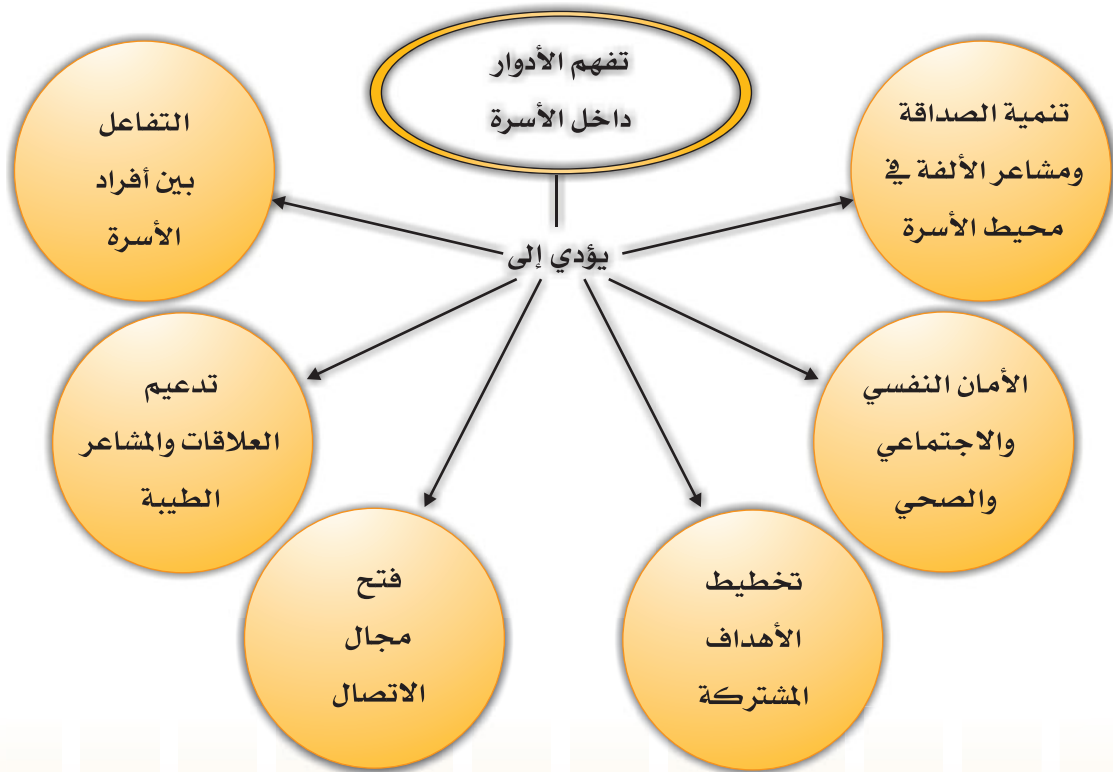 تفهم الأدوار
داخل الأسرة
يؤدي إلى
تنمية الصداقة
ومشاعر الألفة في
محيط الأسرة
الأمان النفسي
والاجتماعي
والصحي
تخطيط
الأهداف
المشتركة
فتح
مجال
الاتصال
تدعيم
العلاقات والمشاعر
الطيبة
التفاعل
بين أفراد
الأسرة